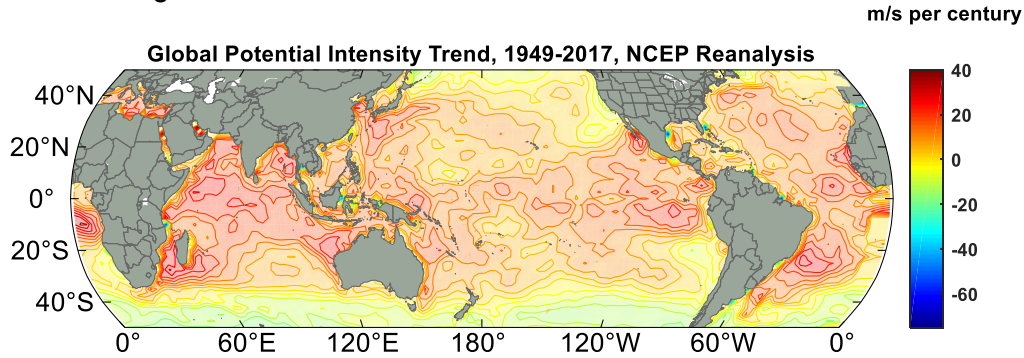 m/s per century
Global Potential Intensity Trend, 1949-2017, NCEP Reanalysis
40
20
0
-20
-40
-60
40°N
20°N
0°
20°S
40°S
0° 60°E 120°E 180° 120°W 60°W 0°